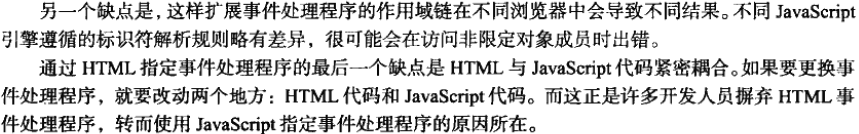 另一个缺点是，这样扩展事件处理程序的作用域链在不同浏览器中会导致不同结果。不同 JavaScript
引擎遵循的标识符解析规则略有差异，很可能会在访问非限定对象成员时出错。
通过 HTML 指定事件处理程序的最后一个缺点是 HTML 与 JavaScript 代码紧密耦合。如果要更换事
件处理程序，就要改动两个地方：HTML 代码和 JavaScript 代码。而这正是许多开发人员摒弃 HTML 事
件处理程序，转而使用 JavaScript 指定事件处理程序的原因所在。